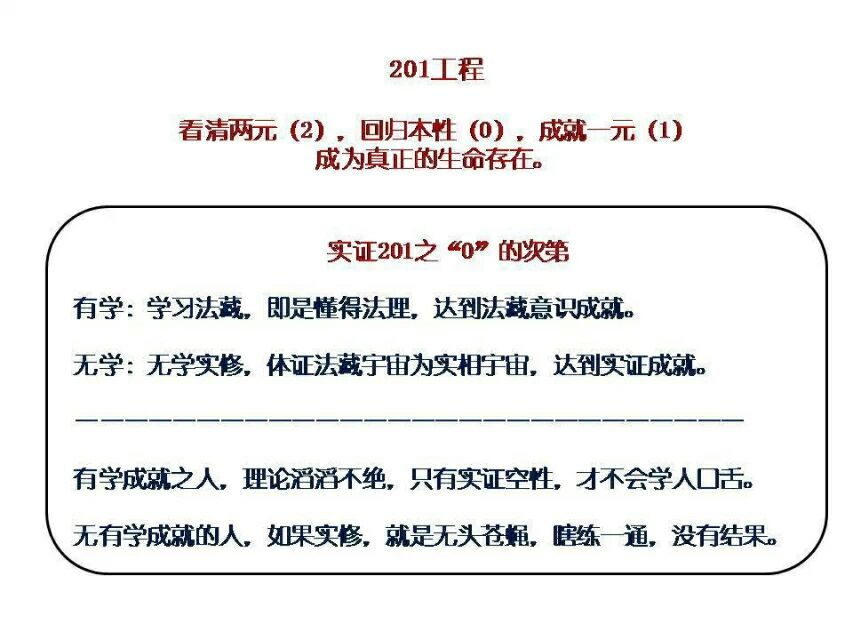 201工程
看清两元（2），回归本性（0），成就一元（1）
成为真正的生命存在。
实证201之“0”的次第
有学：学习法藏，即是懂得法理，达到法藏意识成就。
无学：无学实修，体证法藏宇宙为实相宇宙，达到实证成就。
有学成就之人，理论滔滔不绝，只有实证空性，才不会学人口舌。
无有学成就的人，如果实修，就是无头苍蝇，瞎练一通，没有结果。